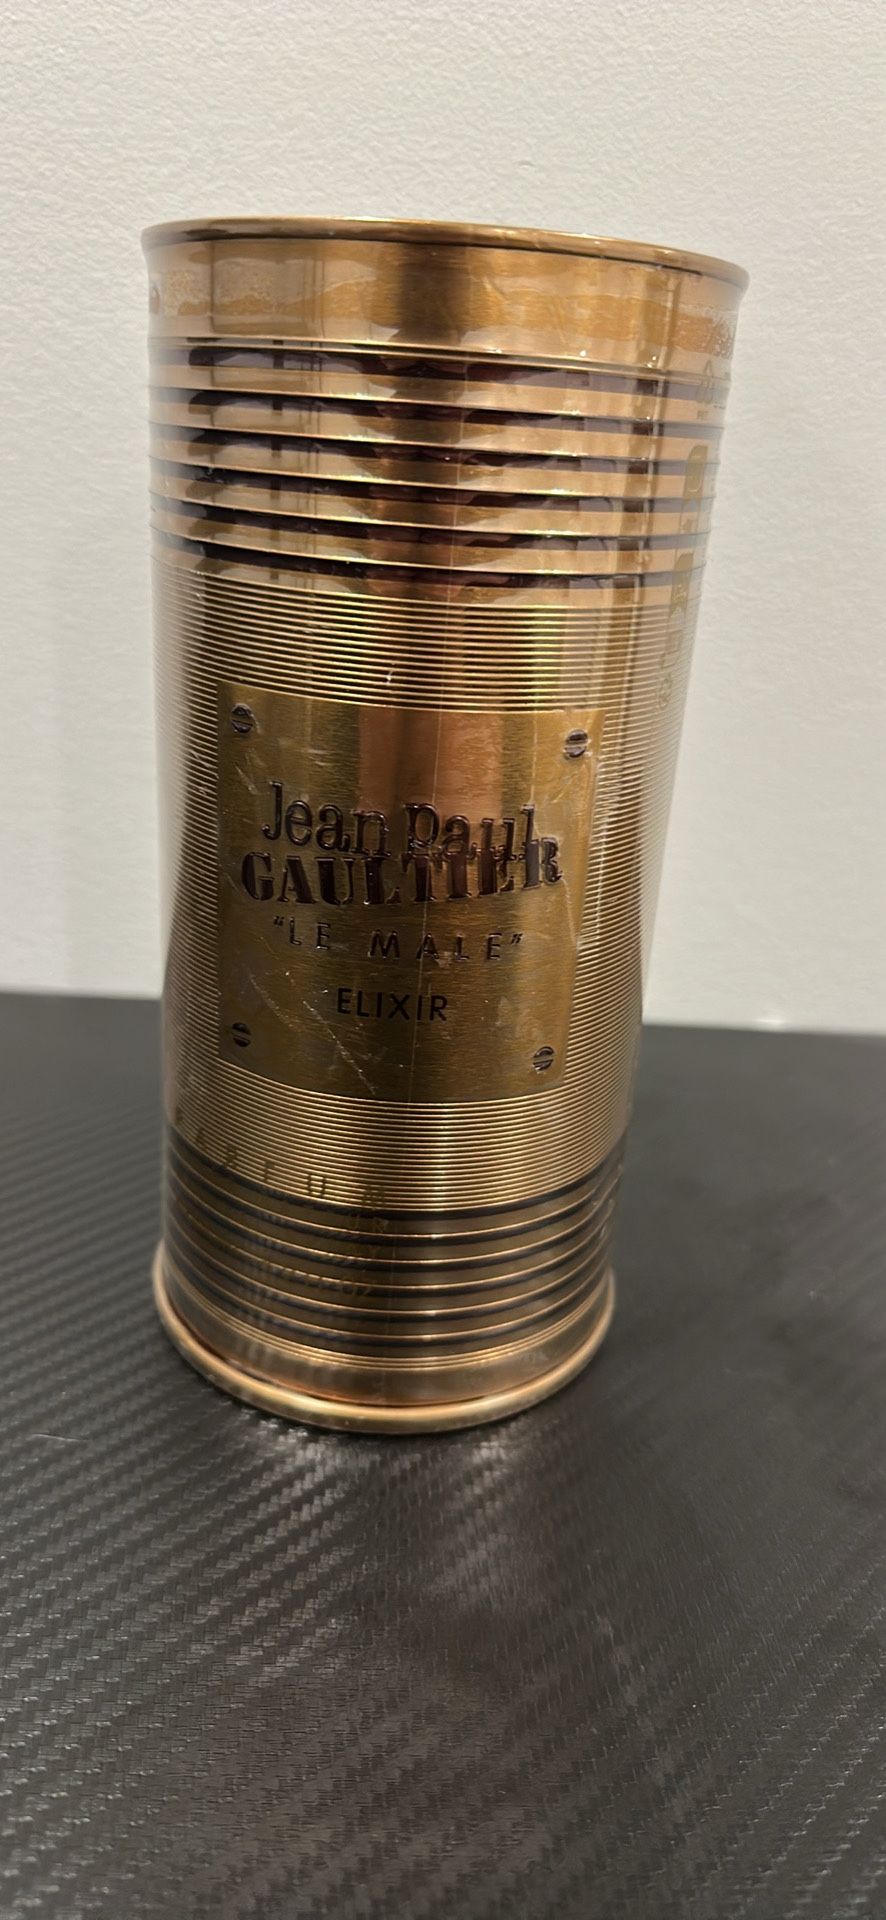 Jean Paul
GAULTIER
"LE MALE"
ELIXIR